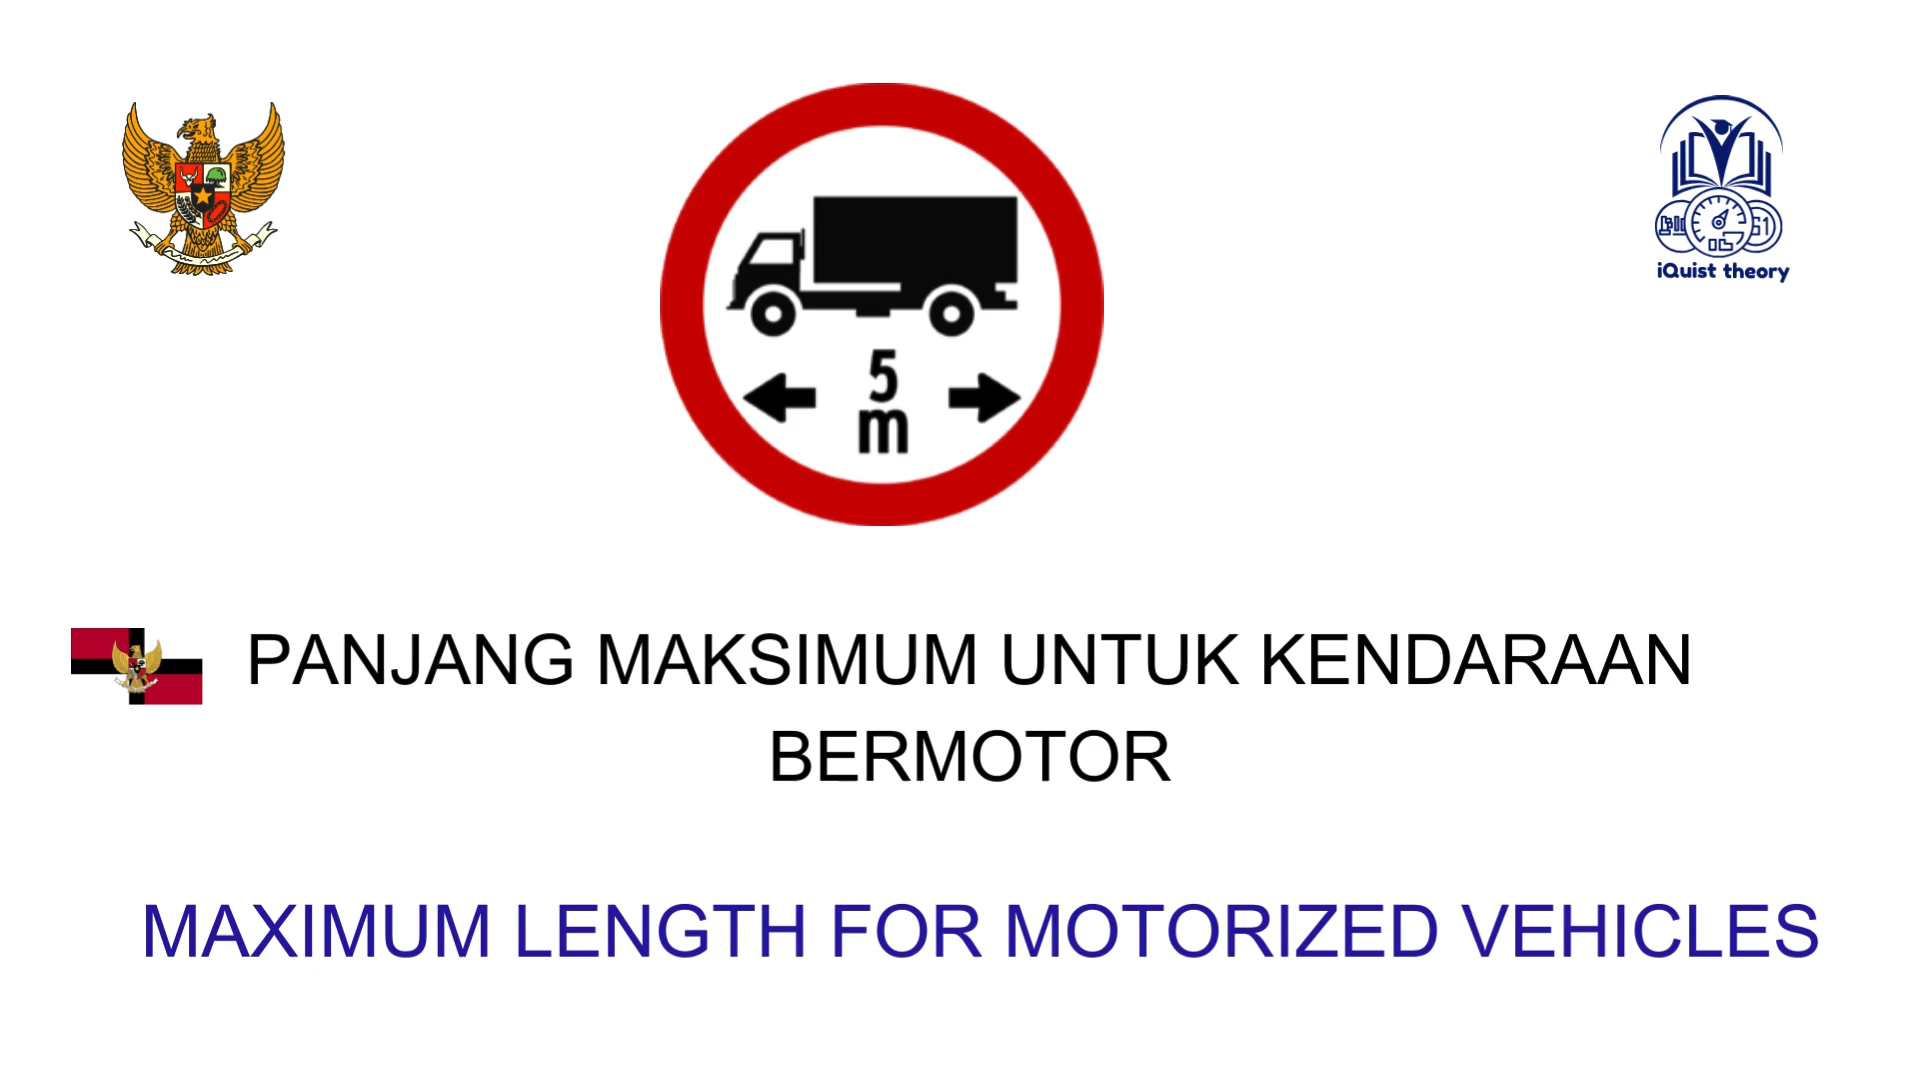 iQuist theory
5
m
PANJANG MAKSIMUM UNTUK KENDARAAN
BERMOTOR
MAXIMUM LENGTH FOR MOTORIZED VEHICLES